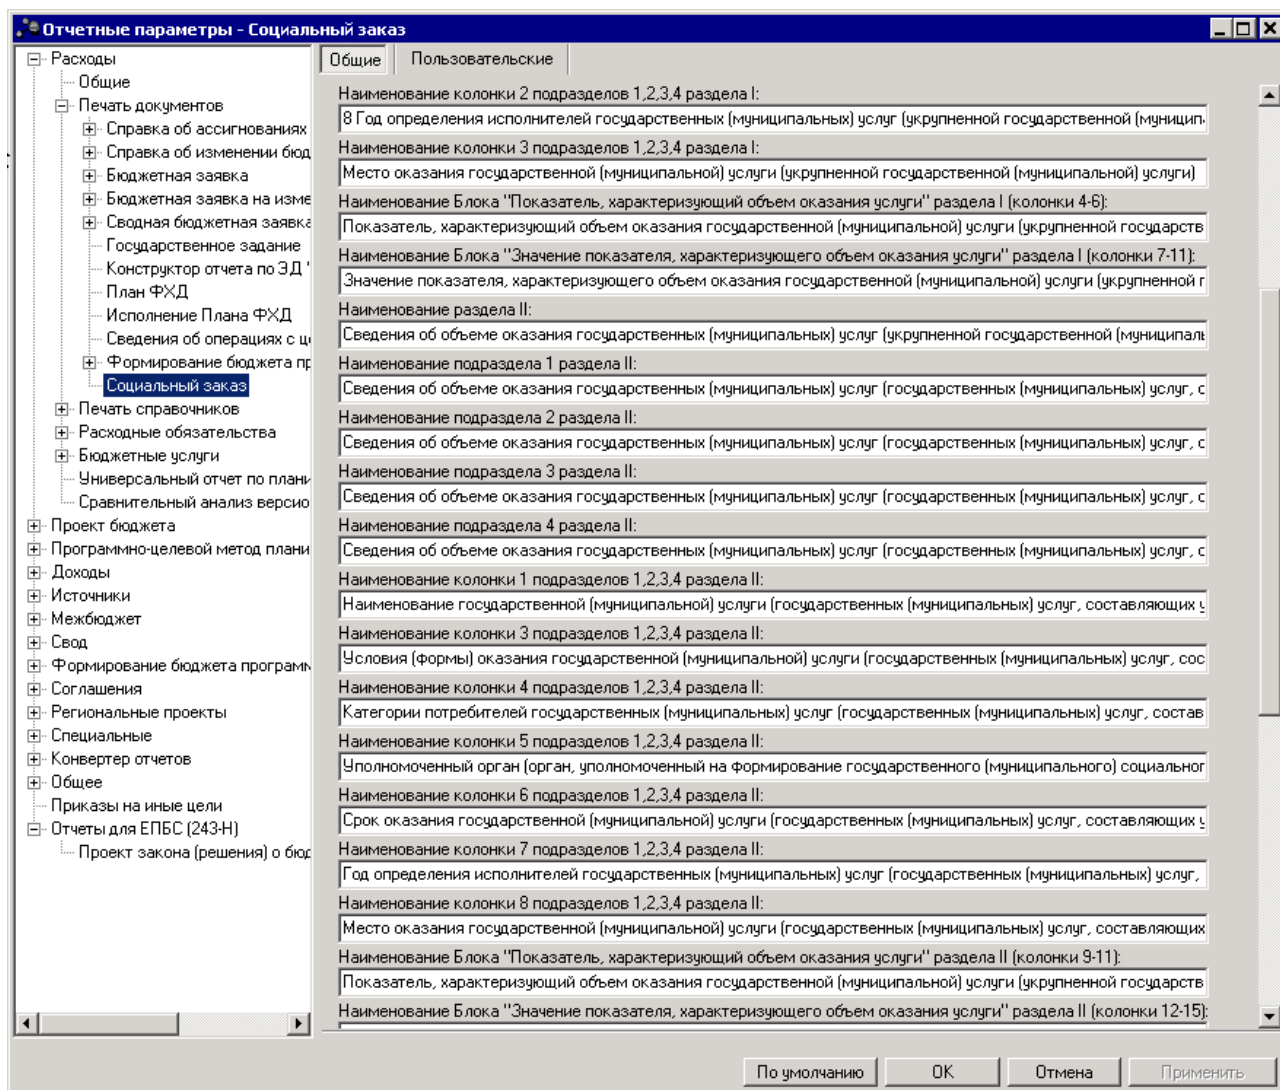 Отчетные параметры - Социальный заказ
Расходы
Общие
Печать документов
Справка об ассигнованиях
Справка об изменении бюд
Бюджетная заявка
Бюджетная заявка на изме
Сводная бюджетная заявка
Государственное задание
Конструктор отчета по ЭД "
План ФХД
Исполнение Плана ФХД
Сведения об операциях с ц
Формирование бюджета пр
Социальный заказ
Печать справочников
Расходные обязательства
Бюджетные услуги
Универсальный отчет по плани
Сравнительный анализ версио
Проект бюджета
Программно-целевой метод плани
Доходы
Источники
Межбюджет
Свод
Формирование бюджета программ
Соглашения
Региональные проекты
Специальные
Конвертер отчетов
Общее
Приказы на иные цели
Отчеты для ЕПБС (243-Н)
Проект закона (решения) о бюд
Общие
Пользовательские
Наименование колонки 2 подразделов 1,2,3,4 раздела I:
8 Год определения исполнителей государственных (муниципальных) услуг (укрупненной государственной (муницип
Наименование колонки 3 подразделов 1,2,3,4 раздела I:
Место оказания государственной (муниципальной) услуги (укрупненной государственной (муниципальной) услуги)
Наименование Блока "Показатель, характеризующий объем оказания услуги" раздела I (колонки 4-6):
Показатель, характеризующий объем оказания государственной (муниципальной) услуги (укрупненной государств
Наименование Блока "Значение показателя, характеризующего объем оказания услуги" раздела I (колонки 7-11):
Значение показателя, характеризующего объем оказания государственной (муниципальной) услуги (укрупненной г
Наименование раздела II:
Сведения об объеме оказания государственных (муниципальных) услуг (укрупненной государственной (муниципаль
Наименование подраздела 1 раздела II:
Сведения об объеме оказания государственных (муниципальных) услуг (государственных (муниципальных) услуг, с
Наименование подраздела 2 раздела II:
Сведения об объеме оказания государственных (муниципальных) услуг (государственных (муниципальных) услуг, с
Наименование подраздела 3 раздела II:
Сведения об объеме оказания государственных (муниципальных) услуг (государственных (муниципальных) услуг, с
Наименование подраздела 4 раздела II:
Сведения об объеме оказания государственных (муниципальных) услуг (государственных (муниципальных) услуг, с
Наименование колонки 1 подразделов 1,2,3,4 раздела II:
Наименование государственной (муниципальной) услуги (государственных (муниципальных) услуг, составляющих у
Наименование колонки 3 подразделов 1,2,3,4 раздела II:
Условия (формы) оказания государственной (муниципальной) услуги (государственных (муниципальных) услуг, сос
Наименование колонки 4 подразделов 1,2,3,4 раздела II:
Категории потребителей государственных (муниципальных) услуг (государственных (муниципальных) услуг, состав
Наименование колонки 5 подразделов 1,2,3,4 раздела II:
Уполномоченный орган (орган, уполномоченный на формирование государственного (муниципального) социальног
Наименование колонки 6 подразделов 1,2,3,4 раздела II:
Срок оказания государственной (муниципальной) услуги (государственных (муниципальных) услуг, составляющих у
Наименование колонки 7 подразделов 1,2,3,4 раздела II:
Год определения исполнителей государственных (муниципальных) услуг (государственных (муниципальных) услуг,
Наименование колонки 8 подразделов 1,2,3,4 раздела II:
Место оказания государственной (муниципальной) услуги (государственных (муниципальных) услуг, составляющих
Наименование Блока "Показатель, характеризующий объем оказания услуги" раздела II (колонки 9-11):
Показатель, характеризующий объем оказания государственной (муниципальной) услуги (укрупненной государств
Наименование Блока "Значение показателя, характеризующего объем оказания услуги" раздела II (колонки 12-15):
По умолчанию
OK
Отмена
Применить